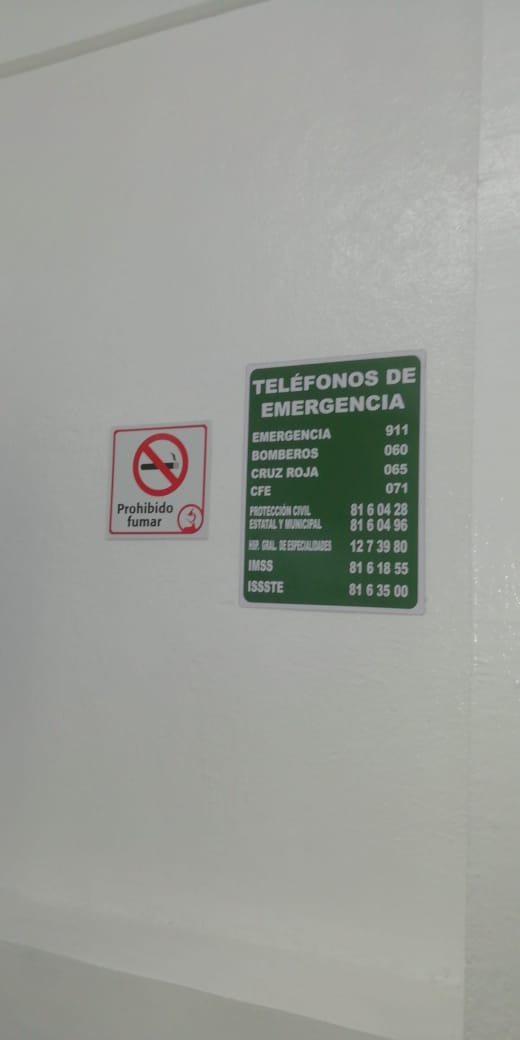 Prohibido
fumar
TELÉFONOS DE
EMERGENCIA
EMERGENCIA 911
BOMBEROS 060
CRUZ ROJA 065
CFE 071
PROTECCIÓN CIVIL 81 6 04 28
ESTATAL Y MUNICIPAL 81 6 04 96
HSP. GRAL. DE ESPECIALIDADES 12 7 39 80
IMSS 81 6 18 55
ISSSTE 81 6 35 00